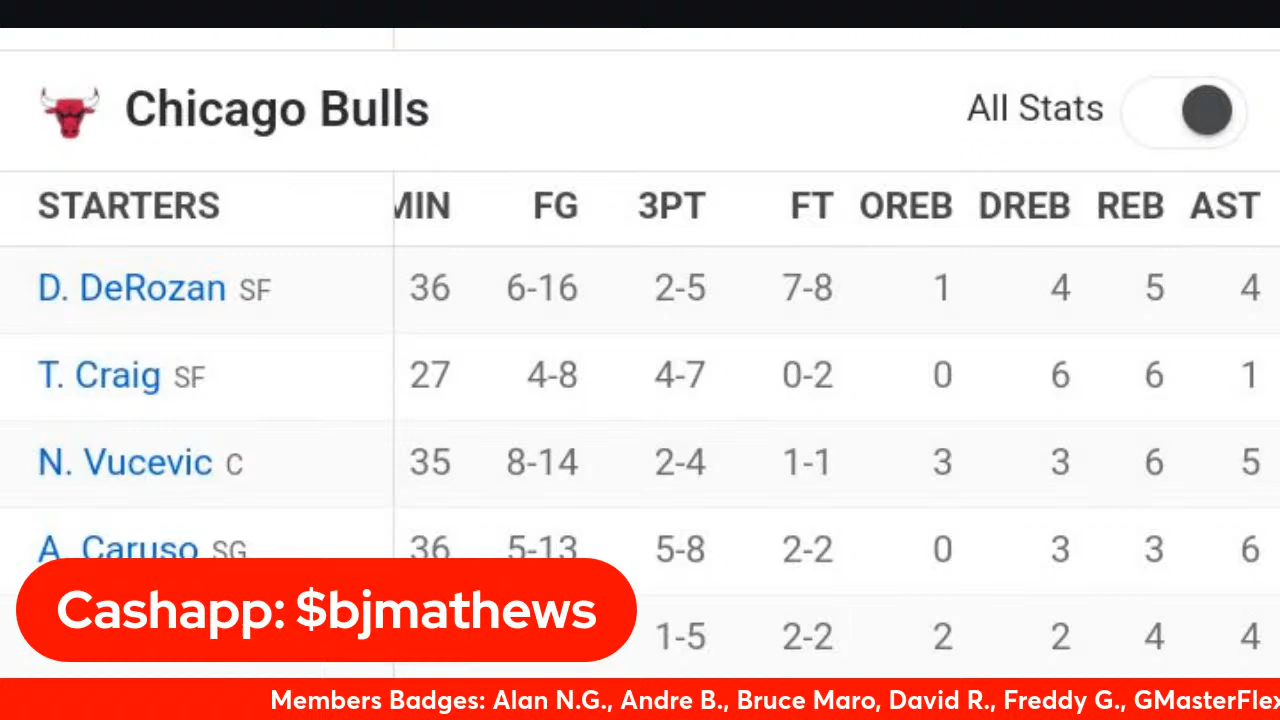 Chicago Bulls All Stats
STARTERS MIN FG 3PT FT OREB DREB REB AST
D. DeRozan SF 36 6-16 2-5 7-8 1 4 5 4
T. Craig SF 27 4-8 4-7 0-2 0 6 6 1
N. Vucevic C 35 8-14 2-4 1-1 3 3 6 5
A. Caruso SG 36 5-13 5-8 2-2 0 3 3 6
1-5 2-2 2 2 4 4
Cashapp: $bjmathews
Members Badges: Alan N.G., Andre B., Bruce Maro, David R., Freddy G., GMasterFlex